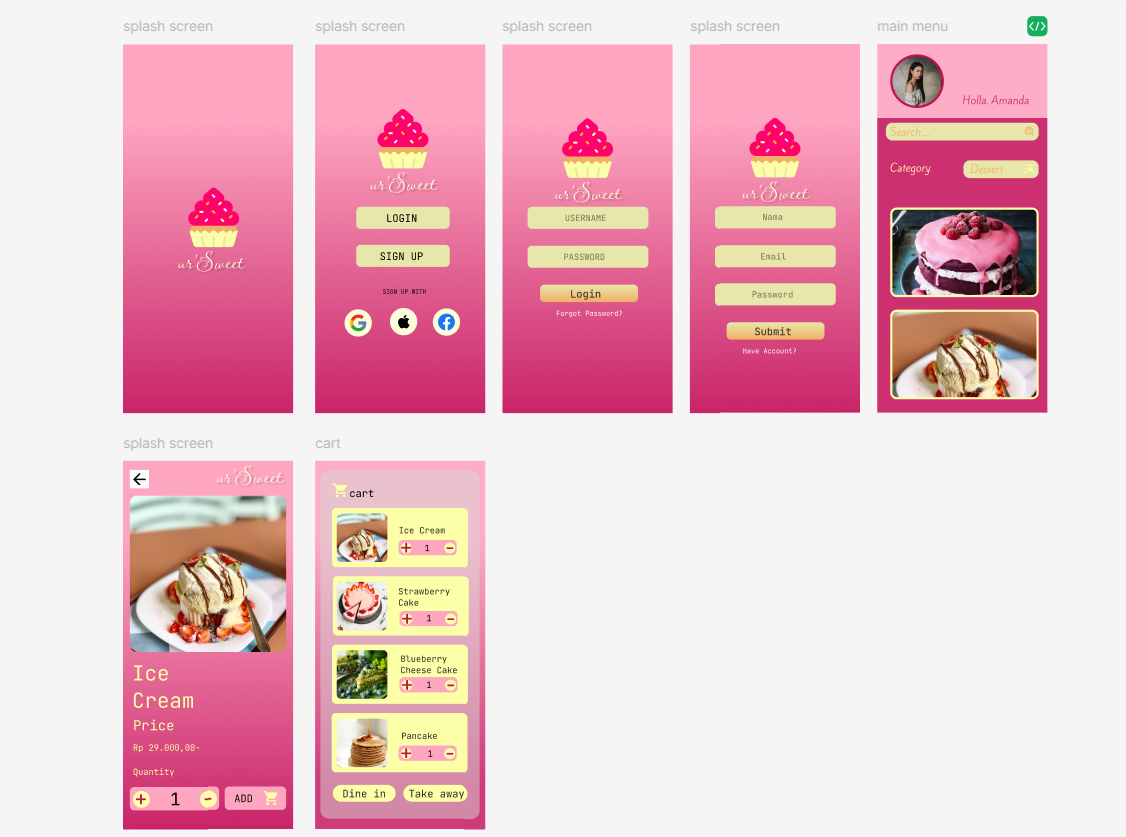 splash screen
splash screen
splash screen
splash screen
main menu
ur'Sweet
ur'Sweet
LOGIN
SIGN UP
SIGN UP WITH
ur'Sweet
USERNAME
PASSWORD
Login
Forgot Password?
ur'Sweet
Nama
Email
Password
Submit
Have Account?
Holla. Amanda
Search...
Category
Dessert
splash screen
cart
ur'Sweet
Ice
Cream
Price
Rp 29.000,00-
Quantity
1
ADD
cart
Ice Cream
1
Strawberry
Cake
1
Blueberry
Cheese Cake
1
Pancake
1
Dine in
Take away